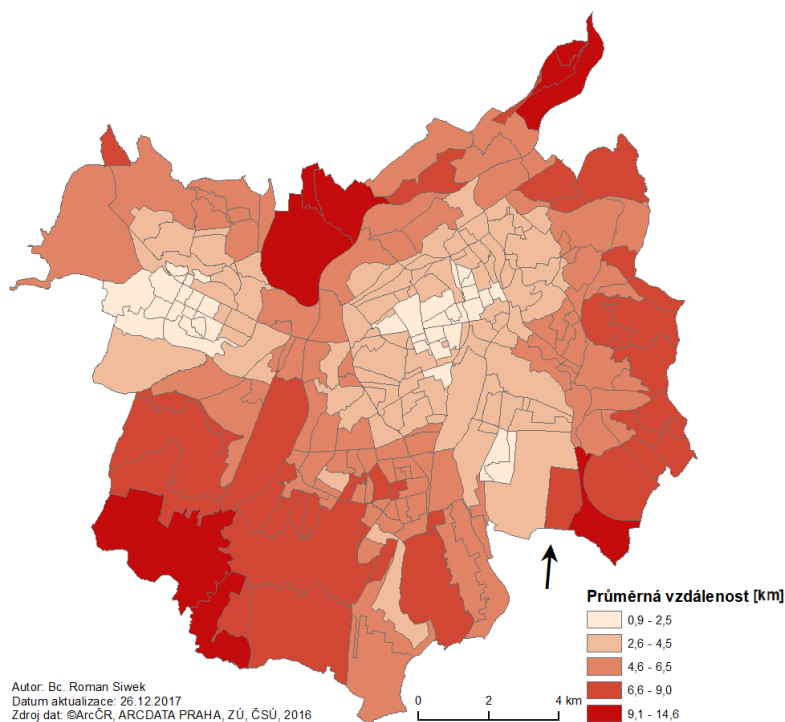 Průměrná vzdálenost [km]
0,9 - 2,5
2,6 - 4,5
4,6 - 6,5
6,6 - 9,0
9,1 - 14,6
Autor: Bc. Roman Siwek
Datum aktualizace: 26.12.2017
Zdroj dat: ©ArcČR, ARCDATA PRAHA, ZÚ, ČSÚ, 2016
0 2 4 km